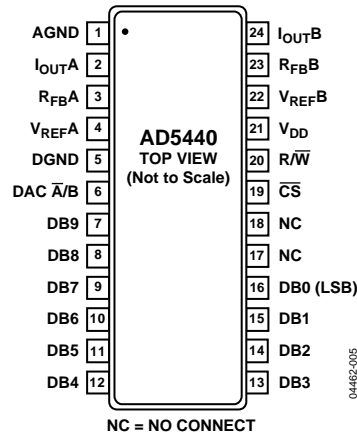 AGND 1 24 IOUTB
IOUTA 2 23 RFBB
RFBA 3 22 VREFB
VREFA 4 21 VDD
AD5440
TOP VIEW
(Not to Scale)
DGND 5 20 R/W̅
DAC A̅/B 6 19 C̅S̅
DB9 7 18 NC
DB8 8 17 NC
DB7 9 16 DB0 (LSB)
DB6 10 15 DB1
DB5 11 14 DB2
DB4 12 13 DB3
NC = NO CONNECT
04462-005